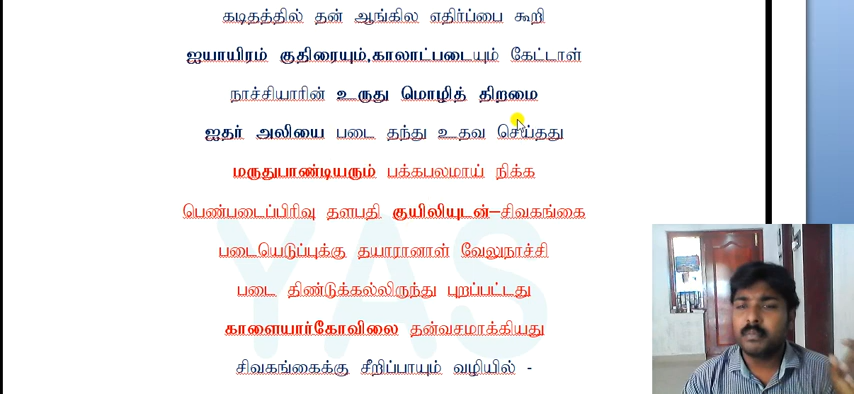 கடிதத்தில் தன் ஆங்கில எதிர்ப்பை கூறி
ஐயாயிரம் குதிரையும்,காலாட்படையும் கேட்டாள்
நாச்சியாரின் உருது மொழித் திறமை
ஐதர் அலியை படை தந்து உதவ செய்தது
மருதுபாண்டியரும் பக்கபலமாய் நிக்க
பெண்படைப்பிரிவு தளபதி குயிலியுடன்–சிவகங்கை
படையெடுப்புக்கு தயாரானாள் வேலுநாச்சி
படை திண்டுக்கல்லிருந்து புறப்பட்டது
காளையார்கோவிலை தன்வசமாக்கியது
சிவகங்கைக்கு சீறிப்பாயும் வழியில் -
YAS